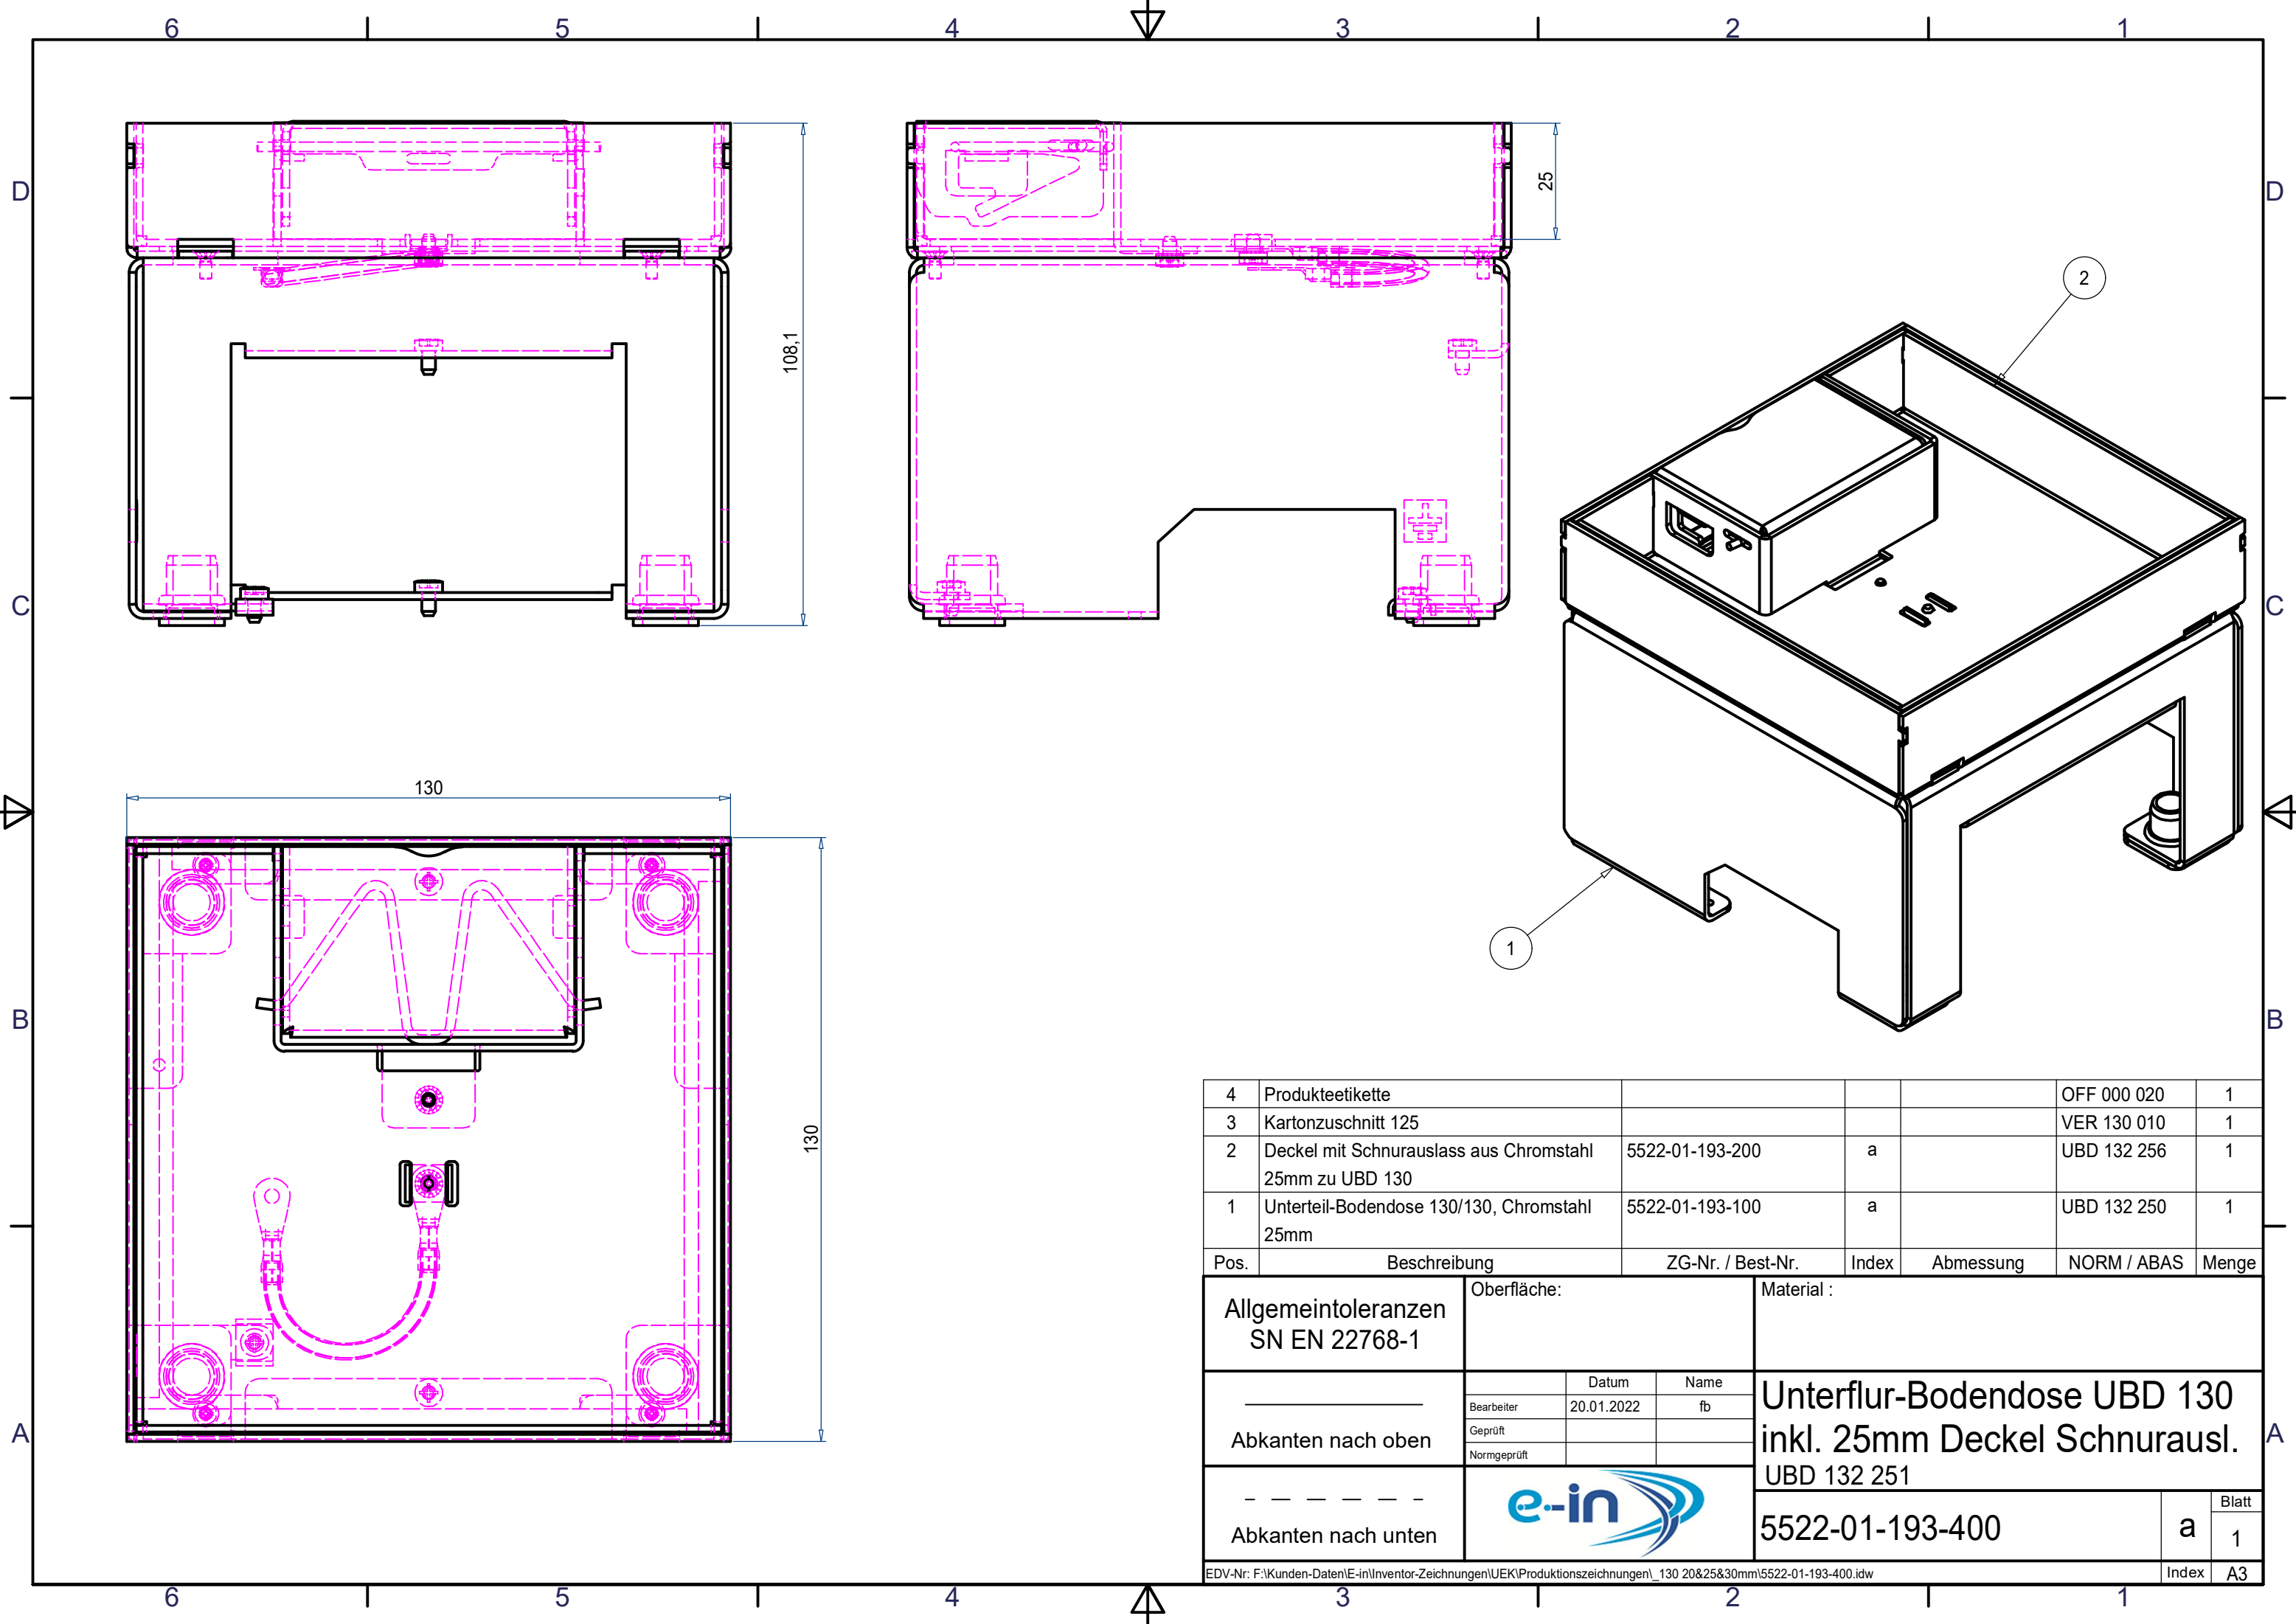 6 5 4 3 2 1
D D
C C
B B
A A
108,1
25
2
1
130
130
4 Produkteetikette OFF 000 020 1
3 Kartonzuschnitt 125 VER 130 010 1
2 Deckel mit Schnurauslass aus Chromstahl 5522-01-193-200 a UBD 132 256 1
25mm zu UBD 130
1 Unterteil-Bodendose 130/130, Chromstahl 5522-01-193-100 a UBD 132 250 1
25mm
Pos. Beschreibung ZG-Nr. / Best-Nr. Index Abmessung NORM / ABAS Menge
Allgemeintoleranzen
SN EN 22768-1
Oberfläche:
Material :
Abkanten nach oben
Abkanten nach unten
Datum Name
Bearbeiter 20.01.2022 fb
Geprüft
Normgeprüft
e-in
Unterflur-Bodendose UBD 130
inkl. 25mm Deckel Schnurausl.
UBD 132 251
5522-01-193-400 a
Blatt
1
EDV-Nr: F:\Kunden-Daten\E-in\Inventor-Zeichnungen\UEK\Produktionszeichnungen\_130 20&25&30mm\5522-01-193-400.idw
Index A3
6 5 4 3 2 1